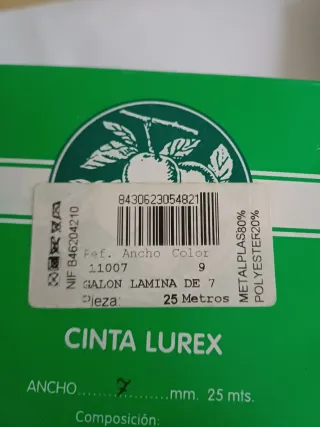 8430623054821
NIF B46204210
Ref. Ancho Color
11007 9
GALON LAMINA DE 7
Pieza: 25 Metros
METALPLAS80%
POLYESTER20%
CINTA LUREX
ANCHO........7........mm. 25 mts.
Composición: